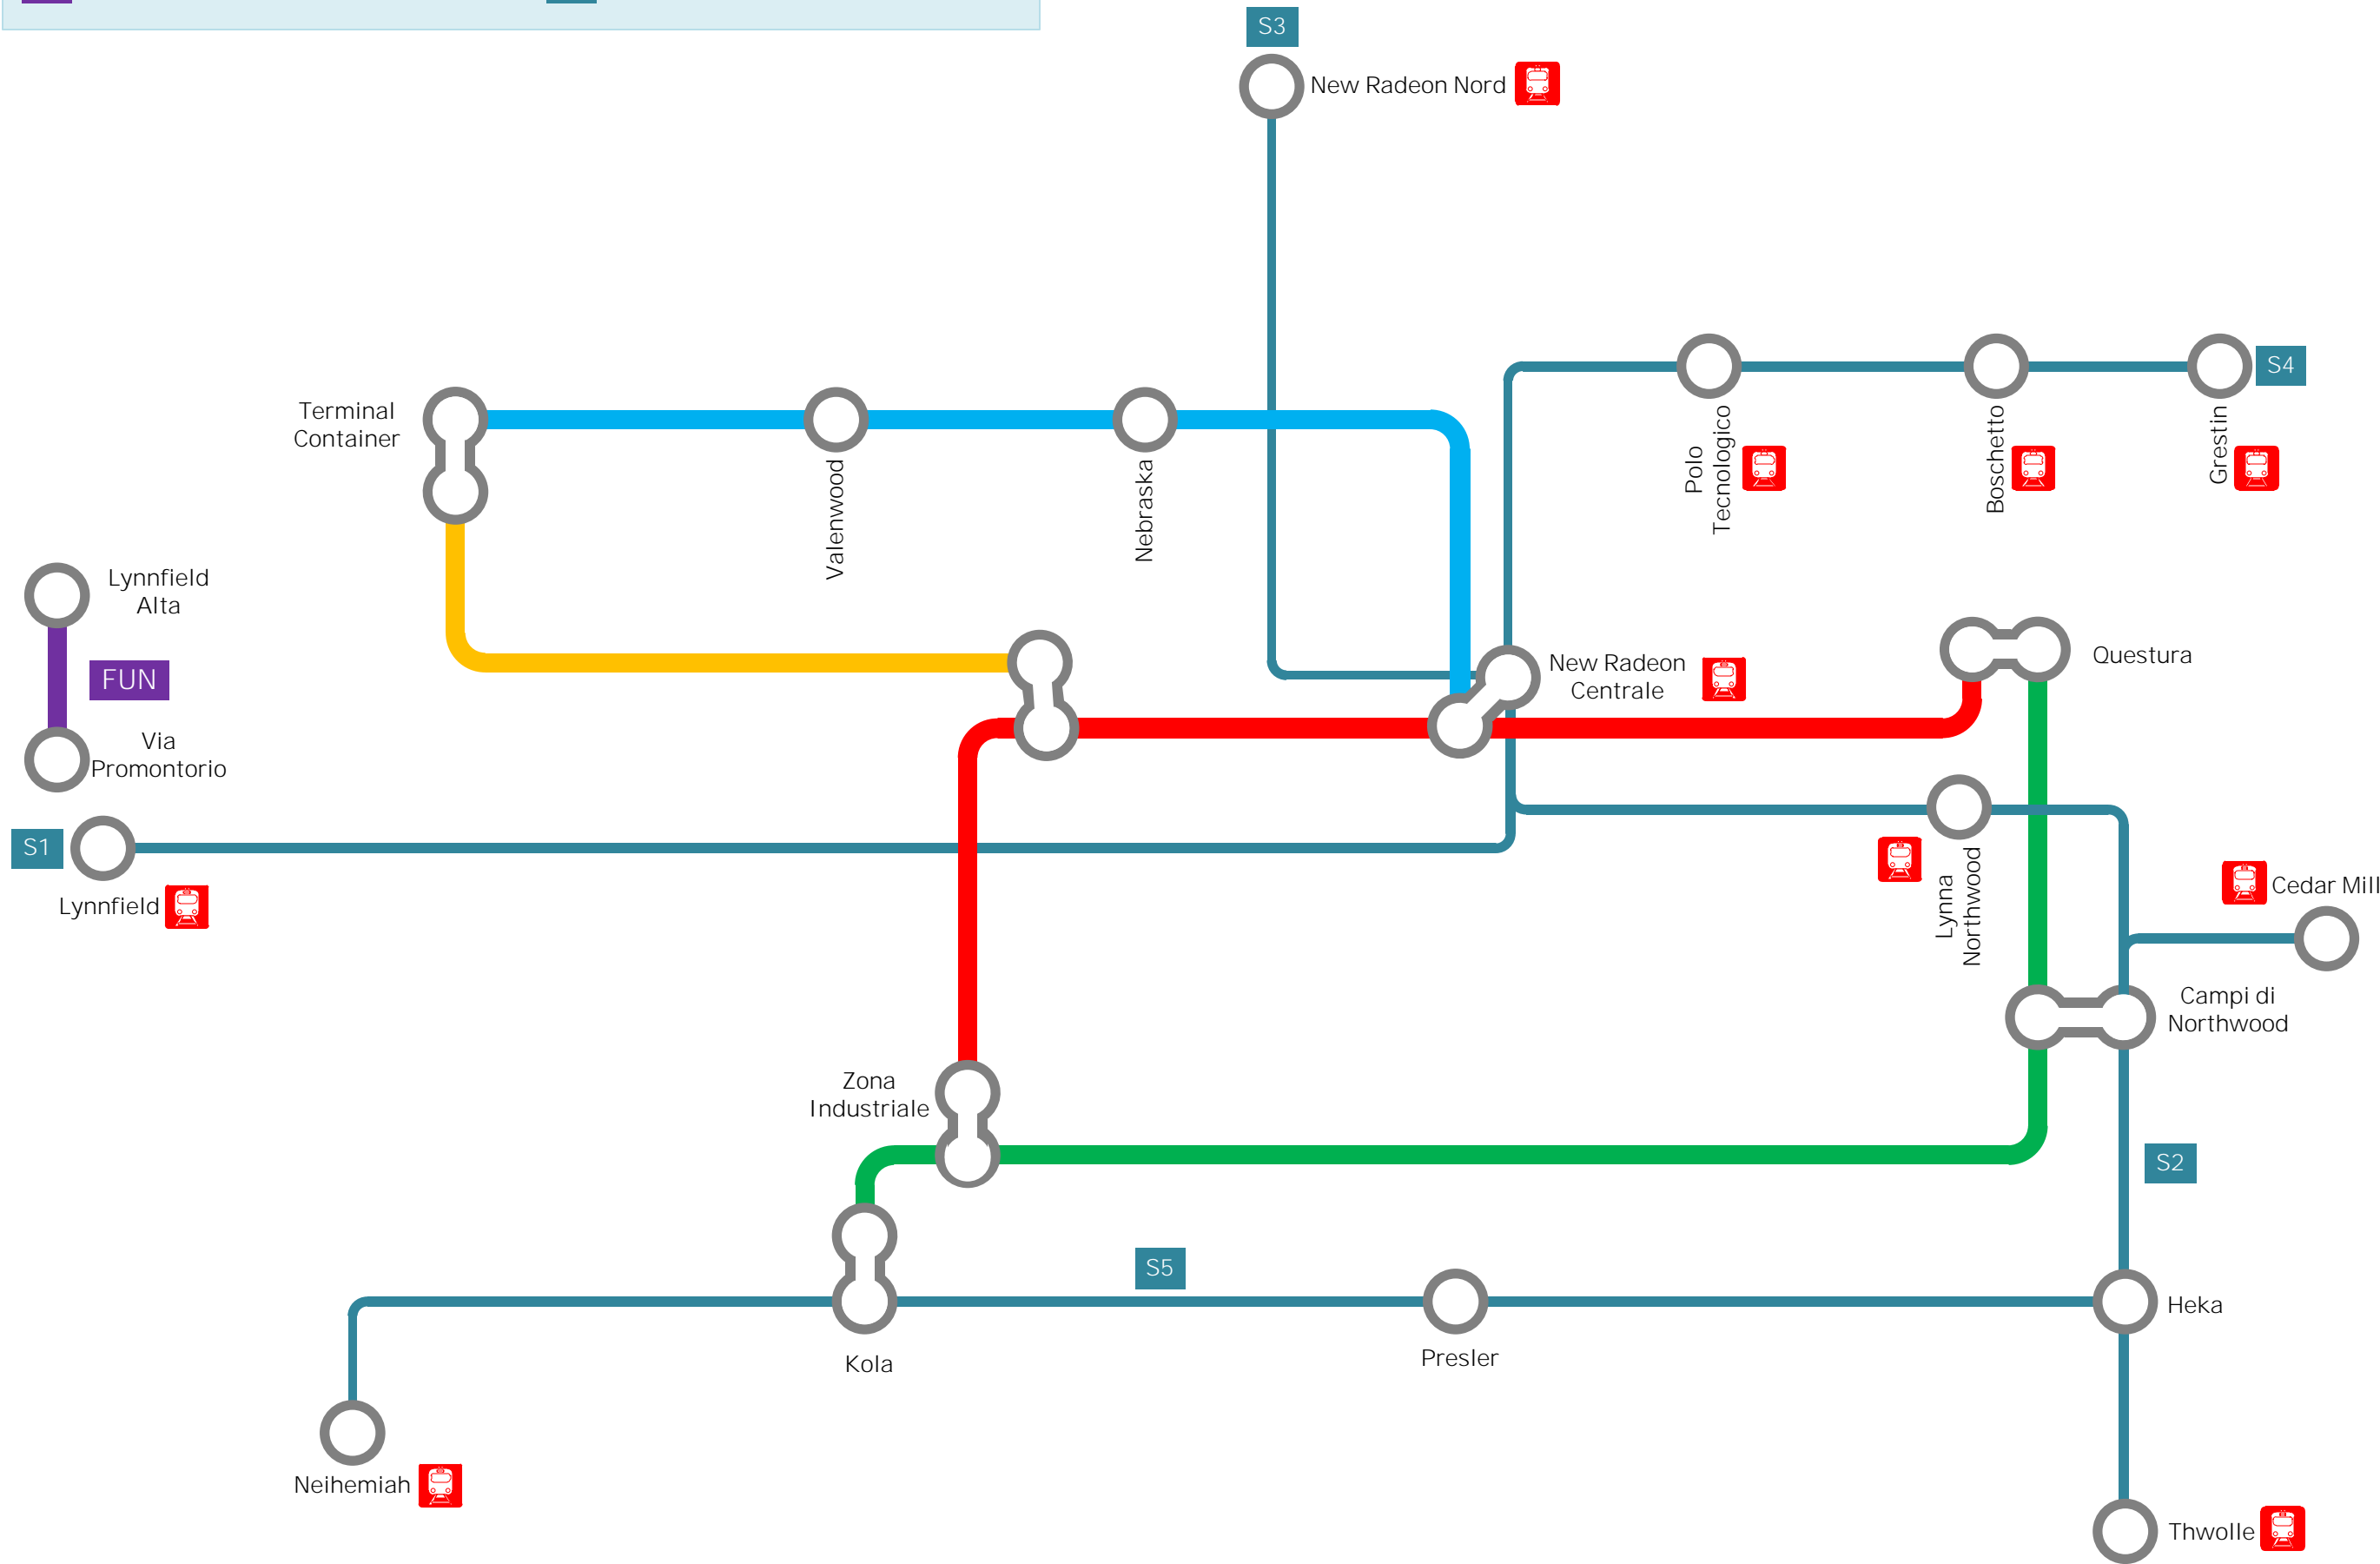 S3
New Radeon Nord
S4
Terminal
Container
Polo
Tecnologico
Boschetto
Grestin
Valenwood
Nebraska
Lynnfield
Alta
FUN
New Radeon
Centrale
Questura
Via
Promontorio
S1
Lynnfield
Lynna
Northwood
Cedar Mill
Campi di
Northwood
Zona
Industriale
S2
S5
Heka
Kola
Presler
Neihemiah
Thwolle